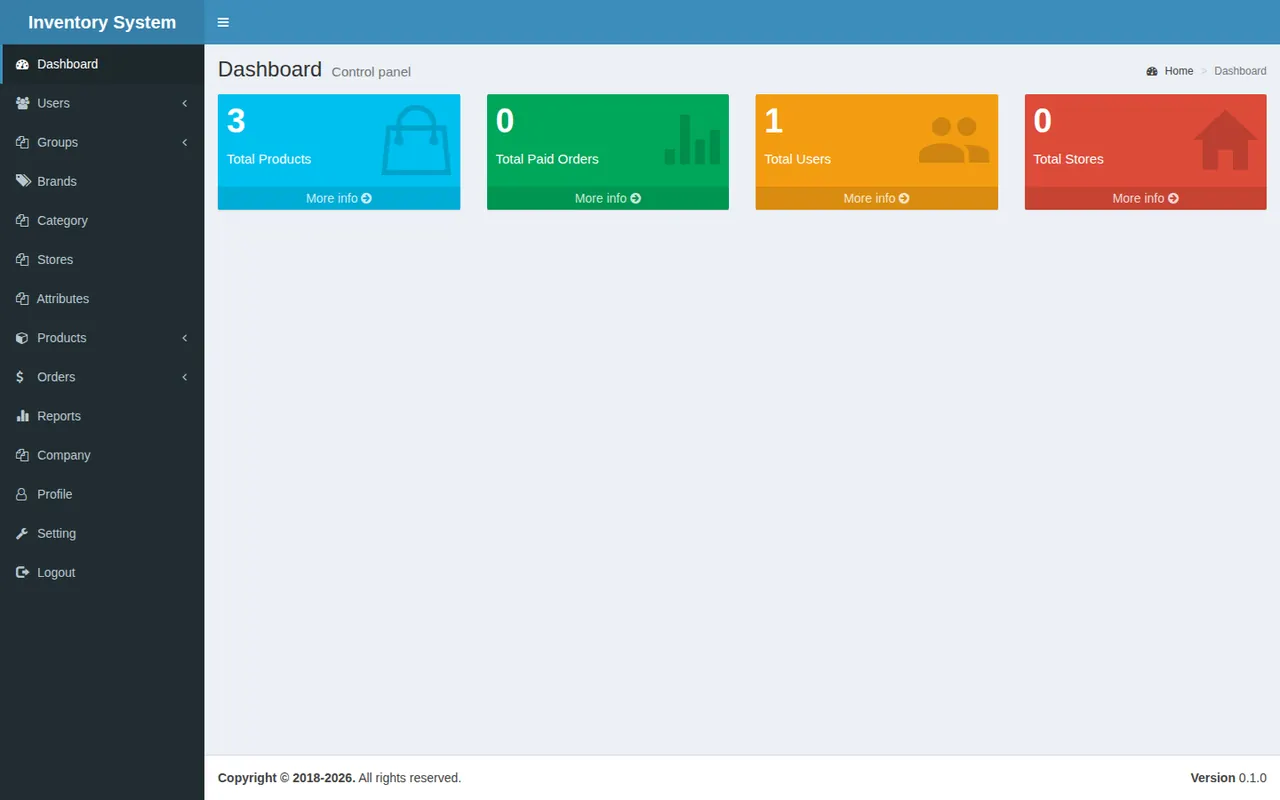 Inventory System
Dashboard
Users
Groups
Brands
Category
Stores
Attributes
Products
Orders
Reports
Company
Profile
Setting
Logout
Dashboard Control panel
Home > Dashboard
3
Total Products
More info
0
Total Paid Orders
More info
1
Total Users
More info
0
Total Stores
More info
Copyright © 2018-2026. All rights reserved.
Version 0.1.0